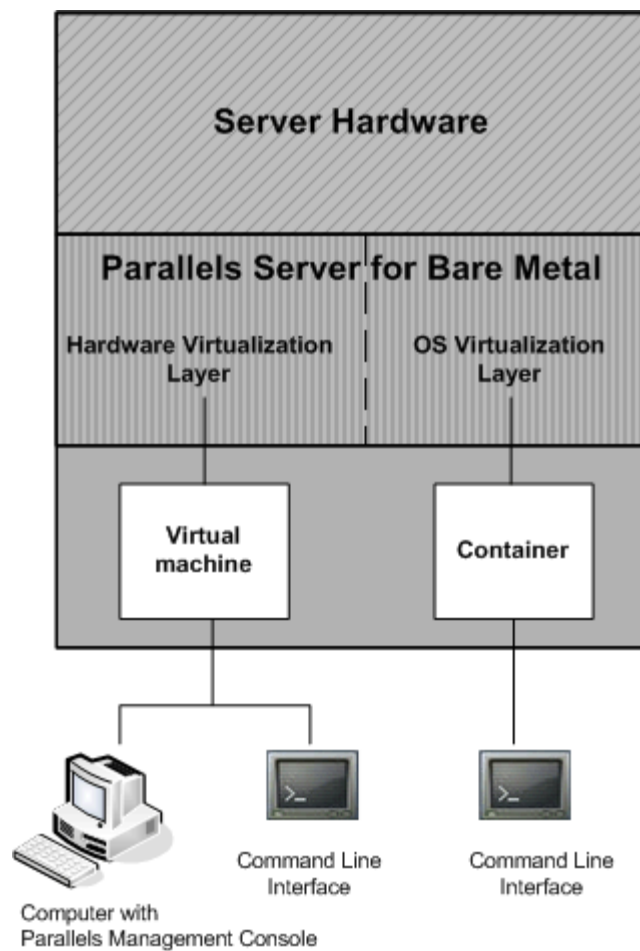 Server Hardware
Parallels Server for Bare Metal
Hardware Virtualization
Layer
OS Virtualization
Layer
Virtual
machine
Container
>_
>_
Command Line
Interface
Command Line
Interface
Computer with
Parallels Management Console